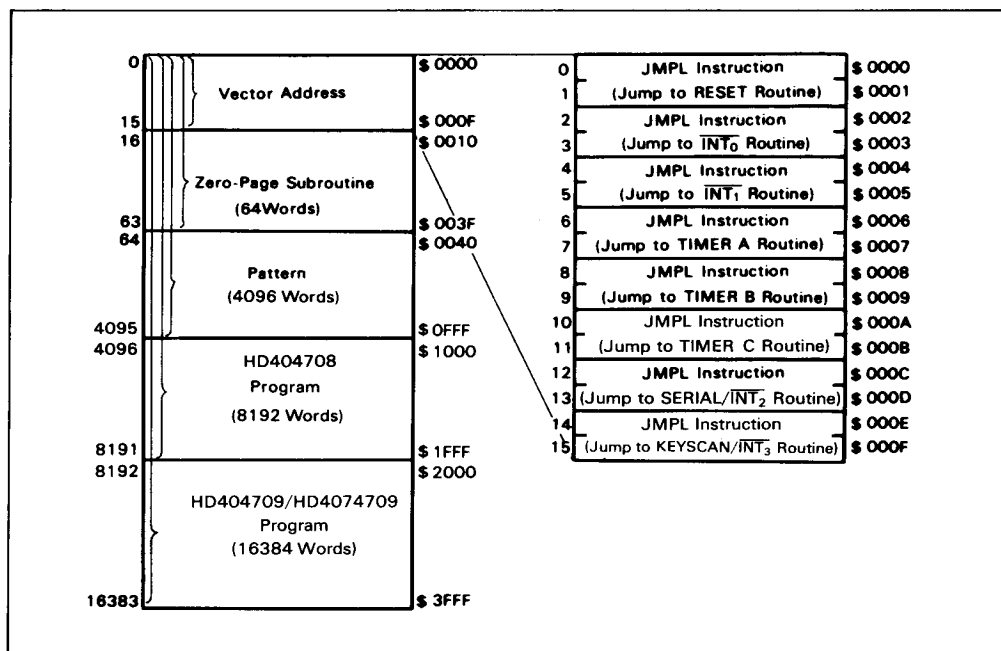 0 $ 0000
Vector Address
15 $ 000F
16 $ 0010
Zero-Page Subroutine
(64Words)
63 $ 003F
64 $ 0040
Pattern
(4096 Words)
4095 $ 0FFF
4096 $ 1000
HD404708
Program
(8192 Words)
8191 $ 1FFF
8192 $ 2000
HD404709/HD4074709
Program
(16384 Words)
16383 $ 3FFF
0 JMPL Instruction $ 0000
1 (Jump to RESET Routine) $ 0001
2 JMPL Instruction $ 0002
3 (Jump to INT0 Routine) $ 0003
4 JMPL Instruction $ 0004
5 (Jump to INT1 Routine) $ 0005
6 JMPL Instruction $ 0006
7 (Jump to TIMER A Routine) $ 0007
8 JMPL Instruction $ 0008
9 (Jump to TIMER B Routine) $ 0009
10 JMPL Instruction $ 000A
11 (Jump to TIMER C Routine) $ 000B
12 JMPL Instruction $ 000C
13 (Jump to SERIAL/INT2 Routine) $ 000D
14 JMPL Instruction $ 000E
15 (Jump to KEYSCAN/INT3 Routine) $ 000F